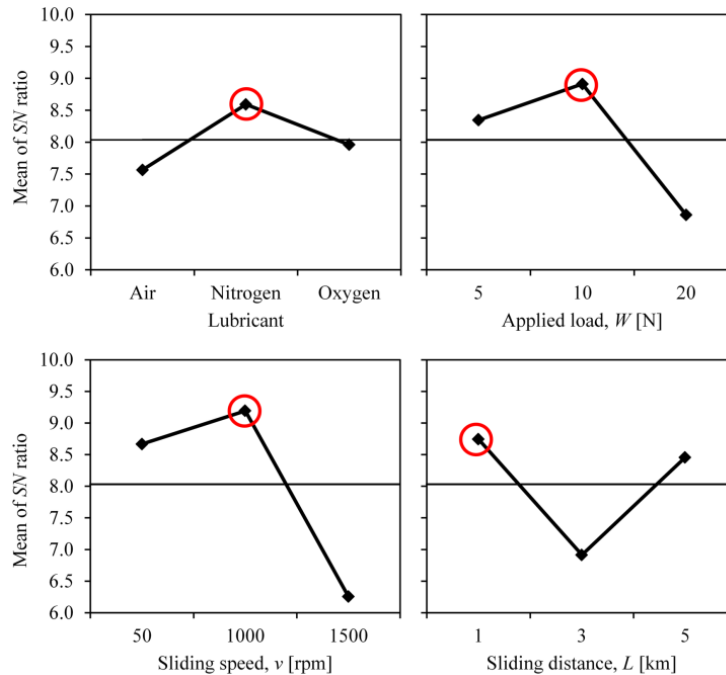 Mean of SN ratio
10.0
9.5
9.0
8.5
8.0
7.5
7.0
6.5
6.0
Air Nitrogen Oxygen
Lubricant
5 10 20
Applied load, W [N]
Mean of SN ratio
10.0
9.5
9.0
8.5
8.0
7.5
7.0
6.5
6.0
50 1000 1500
Sliding speed, v [rpm]
1 3 5
Sliding distance, L [km]